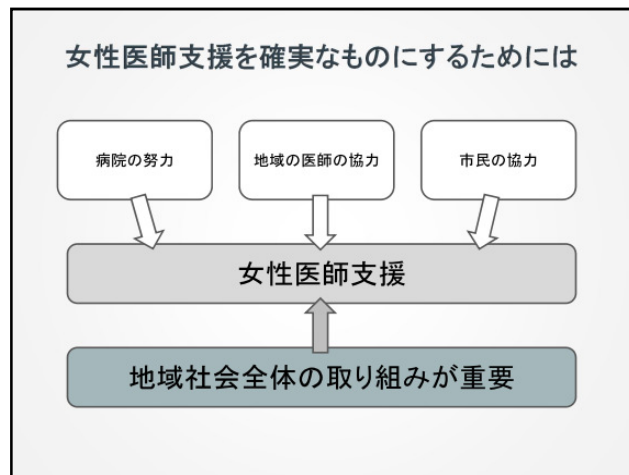 女性医師支援を確実なものにするためには
病院の努力
地域の医師の協力
市民の協力
女性医師支援
地域社会全体の取り組みが重要